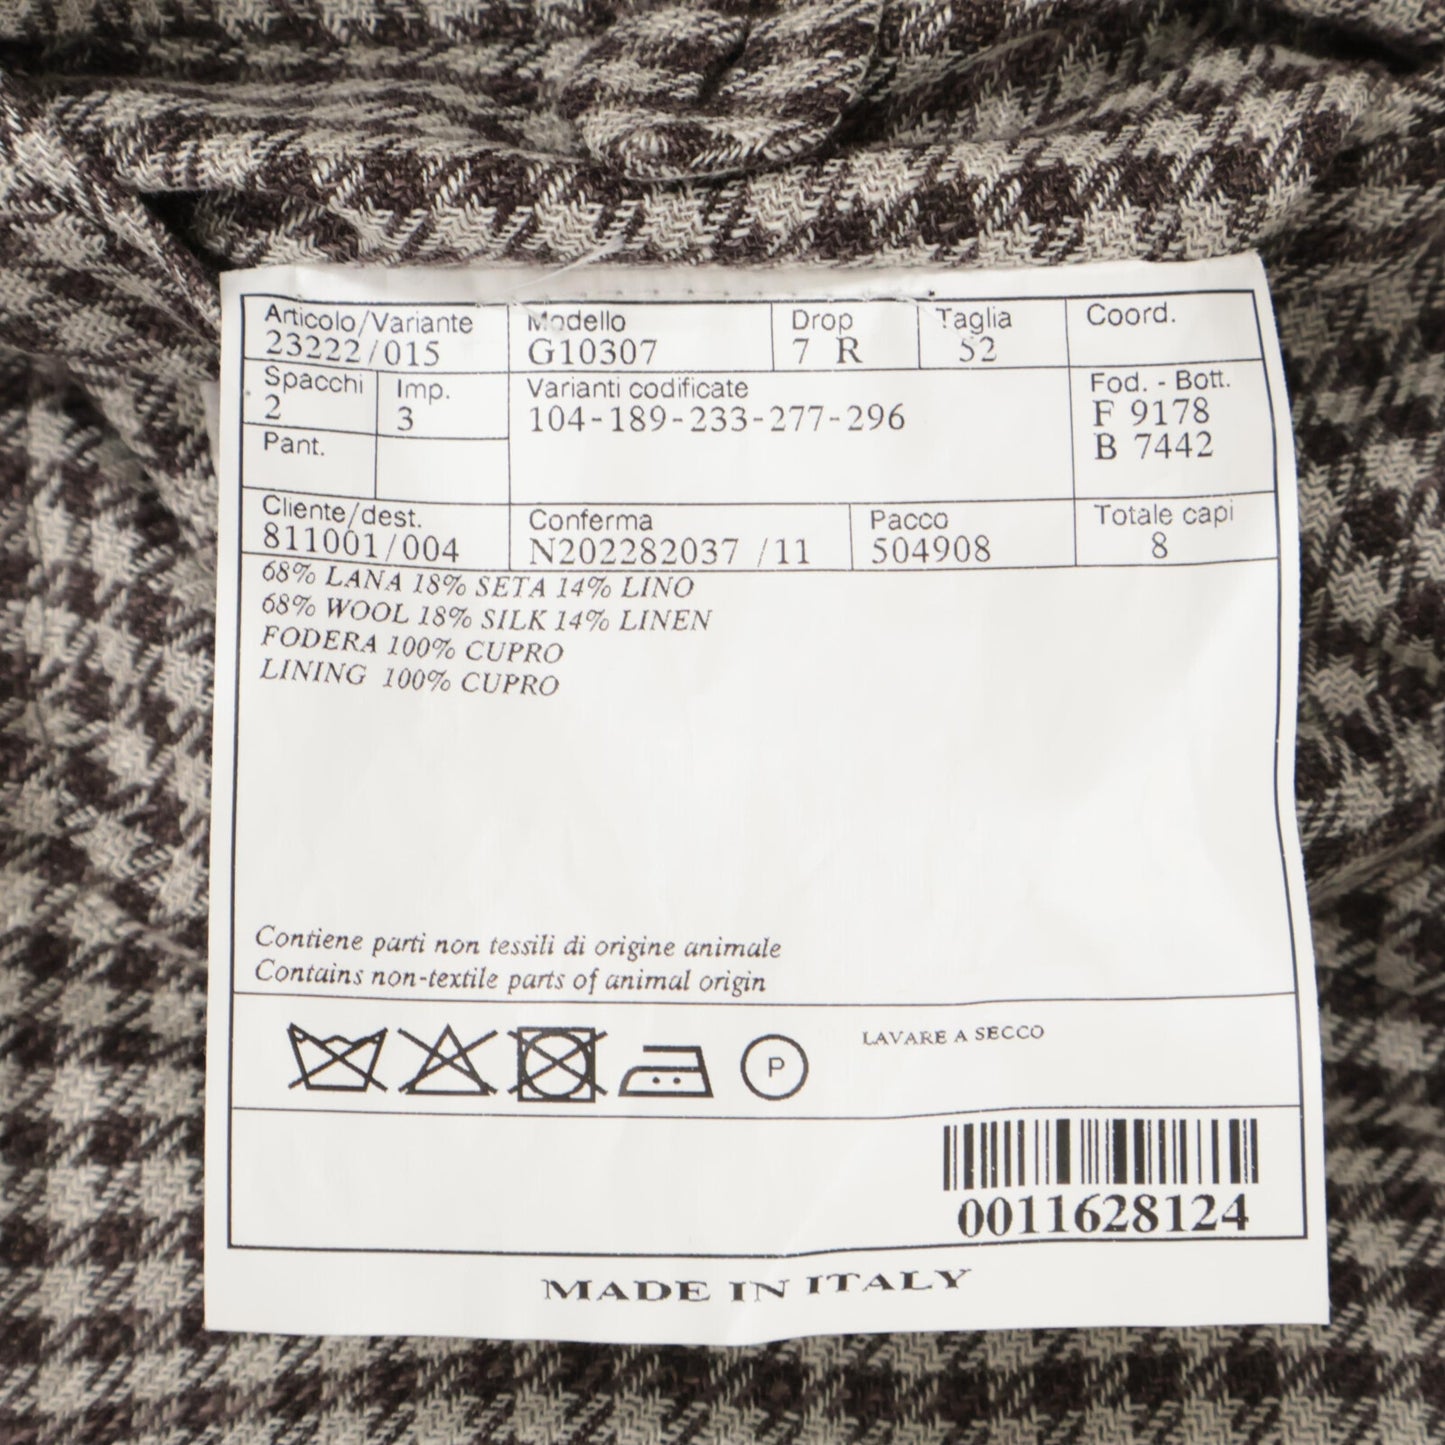 Articolo/Variante Modello Drop Taglia Coord.
23222/015 G10307 7 R 52
Spacchi Imp. Varianti codificate Fod. - Bott.
2 3 104-189-233-277-296 F 9178
Pant. B 7442
Cliente/dest. Conferma Pacco Totale capi
811001/004 N202282037 /11 504908 8
68% LANA 18% SETA 14% LINO
68% WOOL 18% SILK 14% LINEN
FODERA 100% CUPRO
LINING 100% CUPRO
Contiene parti non tessili di origine animale
Contains non-textile parts of animal origin
P LAVARE A SECCO
0011628124
MADE IN ITALY